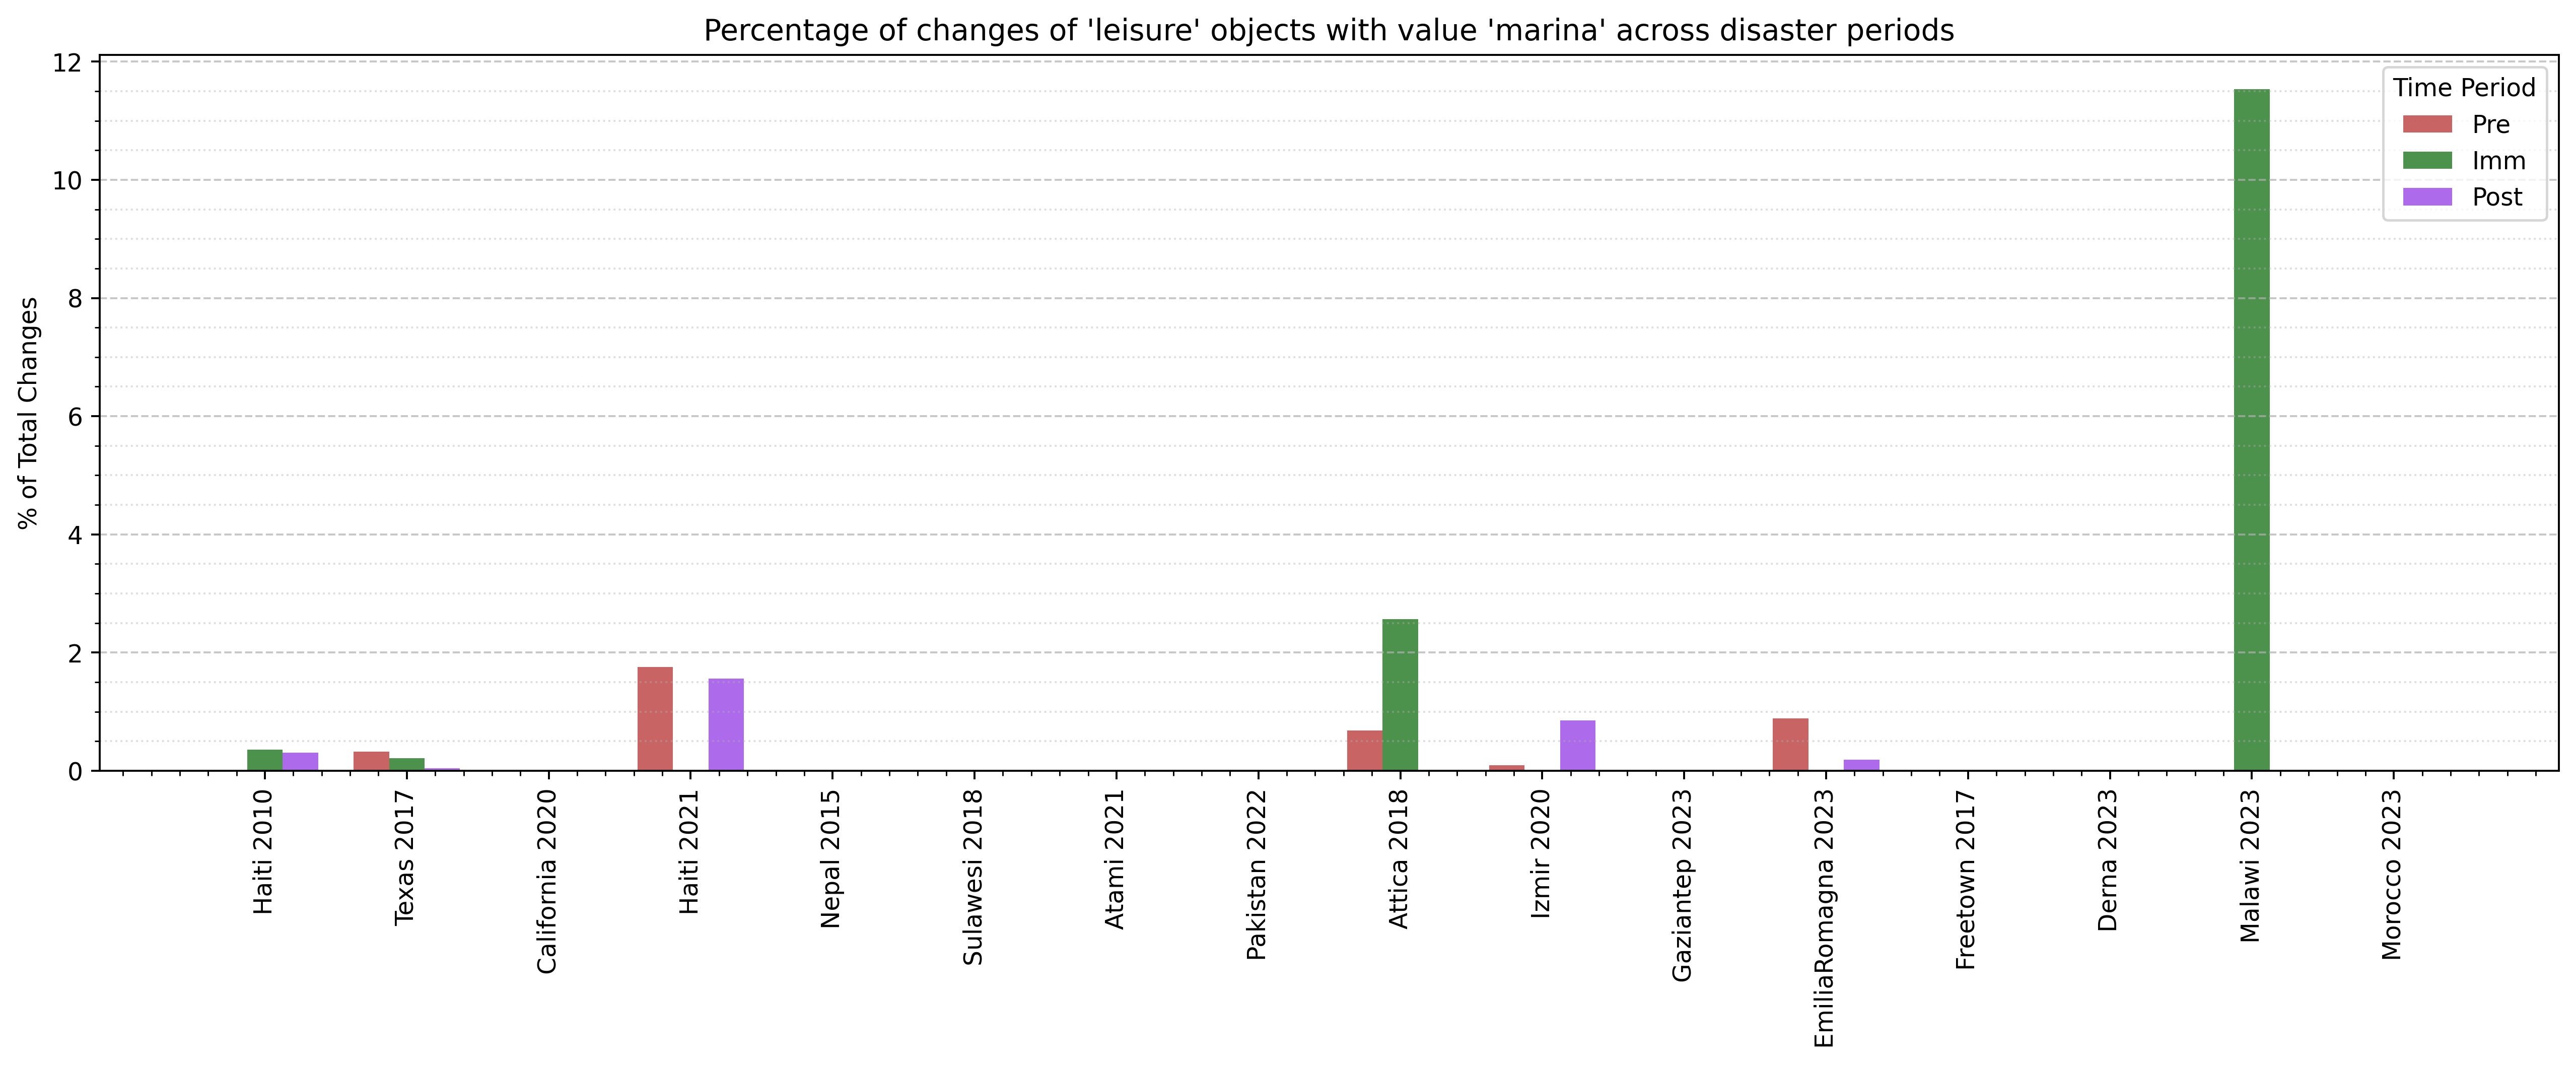 Percentage of changes of 'leisure' objects with value 'marina' across disaster periods
% of Total Changes
12
10
8
6
4
2
0
Time Period
Pre
Imm
Post
Haiti 2010
Texas 2017
California 2020
Haiti 2021
Nepal 2015
Sulawesi 2018
Atami 2021
Pakistan 2022
Attica 2018
Izmir 2020
Gaziantep 2023
EmiliaRomagna 2023
Freetown 2017
Derna 2023
Malawi 2023
Morocco 2023